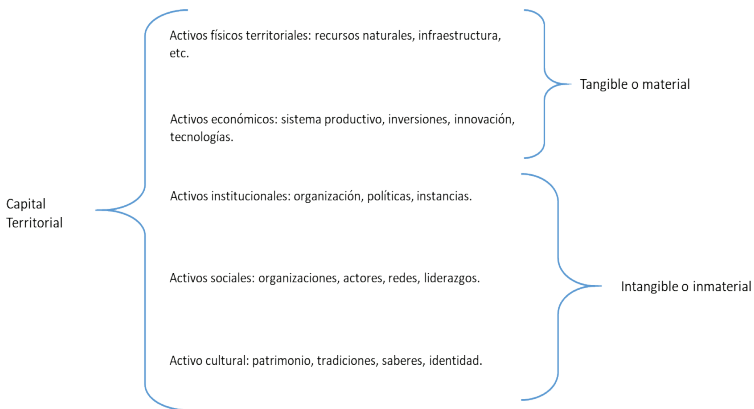 Activos físicos territoriales: recursos naturales, infraestructura,
etc.
Tangible o material
Activos económicos: sistema productivo, inversiones, innovación,
tecnologías.
Capital
Territorial
Activos institucionales: organización, políticas, instancias.
Activos sociales: organizaciones, actores, redes, liderazgos.
Intangible o inmaterial
Activo cultural: patrimonio, tradiciones, saberes, identidad.